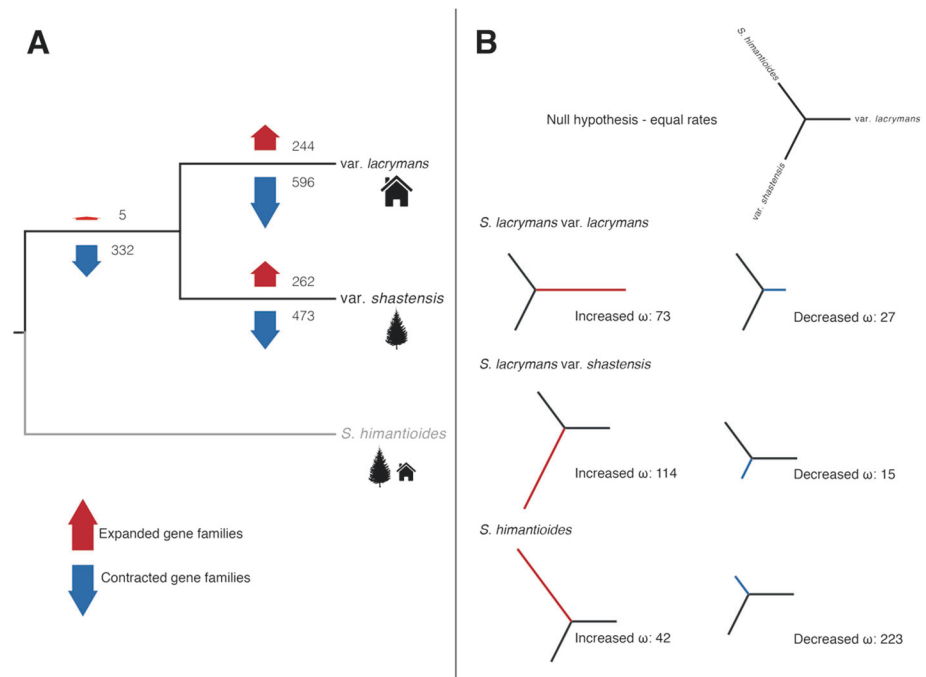 A
244
var. lacrymans
596
5
332
262
var. shastensis
473
S. himantioides
Expanded gene families
Contracted gene families
B
S. himantioides
Null hypothesis - equal rates
var. lacrymans
var. shastensis
S. lacrymans var. lacrymans
Increased ω: 73
Decreased ω: 27
S. lacrymans var. shastensis
Increased ω: 114
Decreased ω: 15
S. himantioides
Increased ω: 42
Decreased ω: 223